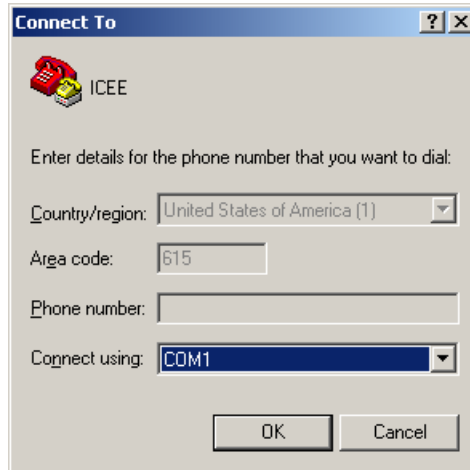 Connect To
ICEE
Enter details for the phone number that you want to dial:
Country/region: United States of America (1)
Area code: 615
Phone number:
Connect using: COM1
OK Cancel